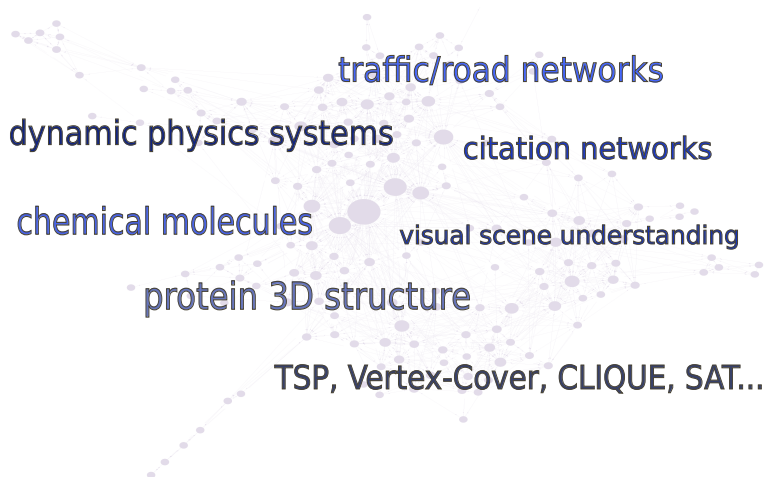 traffic/road networks
dynamic physics systems
citation networks
chemical molecules
visual scene understanding
protein 3D structure
TSP, Vertex-Cover, CLIQUE, SAT...